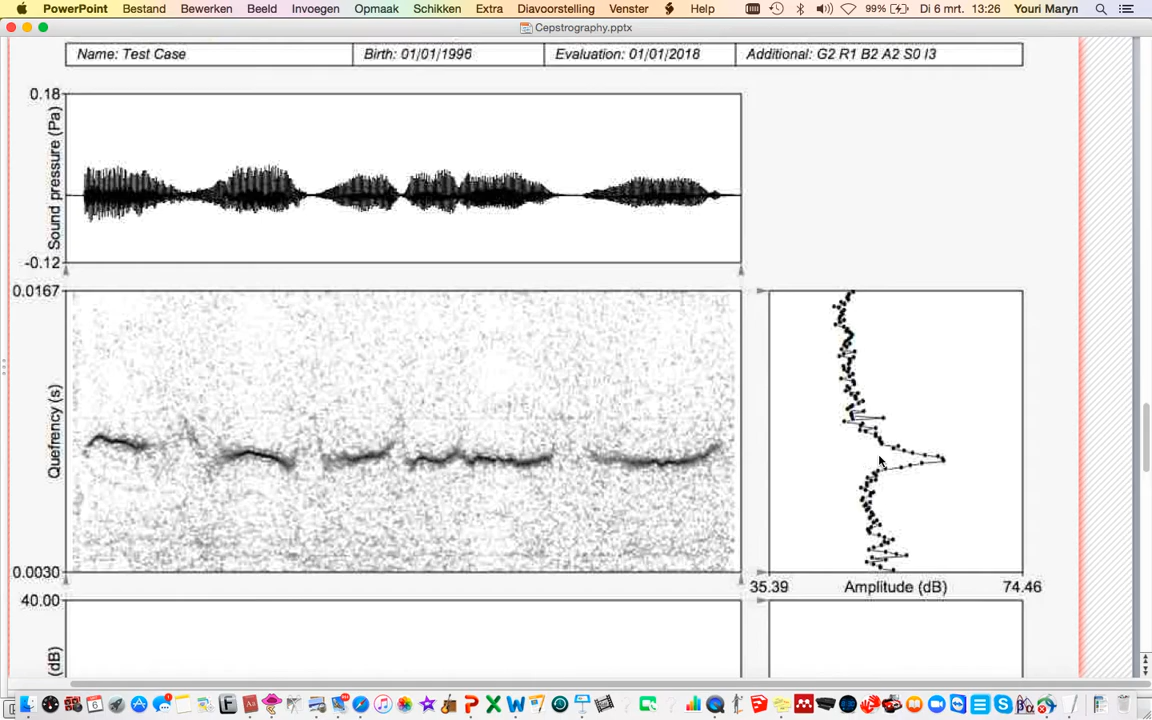 PowerPoint Bestand Bewerken Beeld Invoegen Opmaak Schikken Extra Diavoorstelling Venster Help 99% Di 6 mrt. 13:26 Youri Maryn
Cepstrography.pptx
Name: Test Case Birth: 01/01/1996 Evaluation: 01/01/2018 Additional: G2 R1 B2 A2 S0 I3
0.18
Sound pressure (Pa)
-0.12
0.0167
Quefrency (s)
0.0030
35.39 Amplitude (dB) 74.46
40.00
(dB)